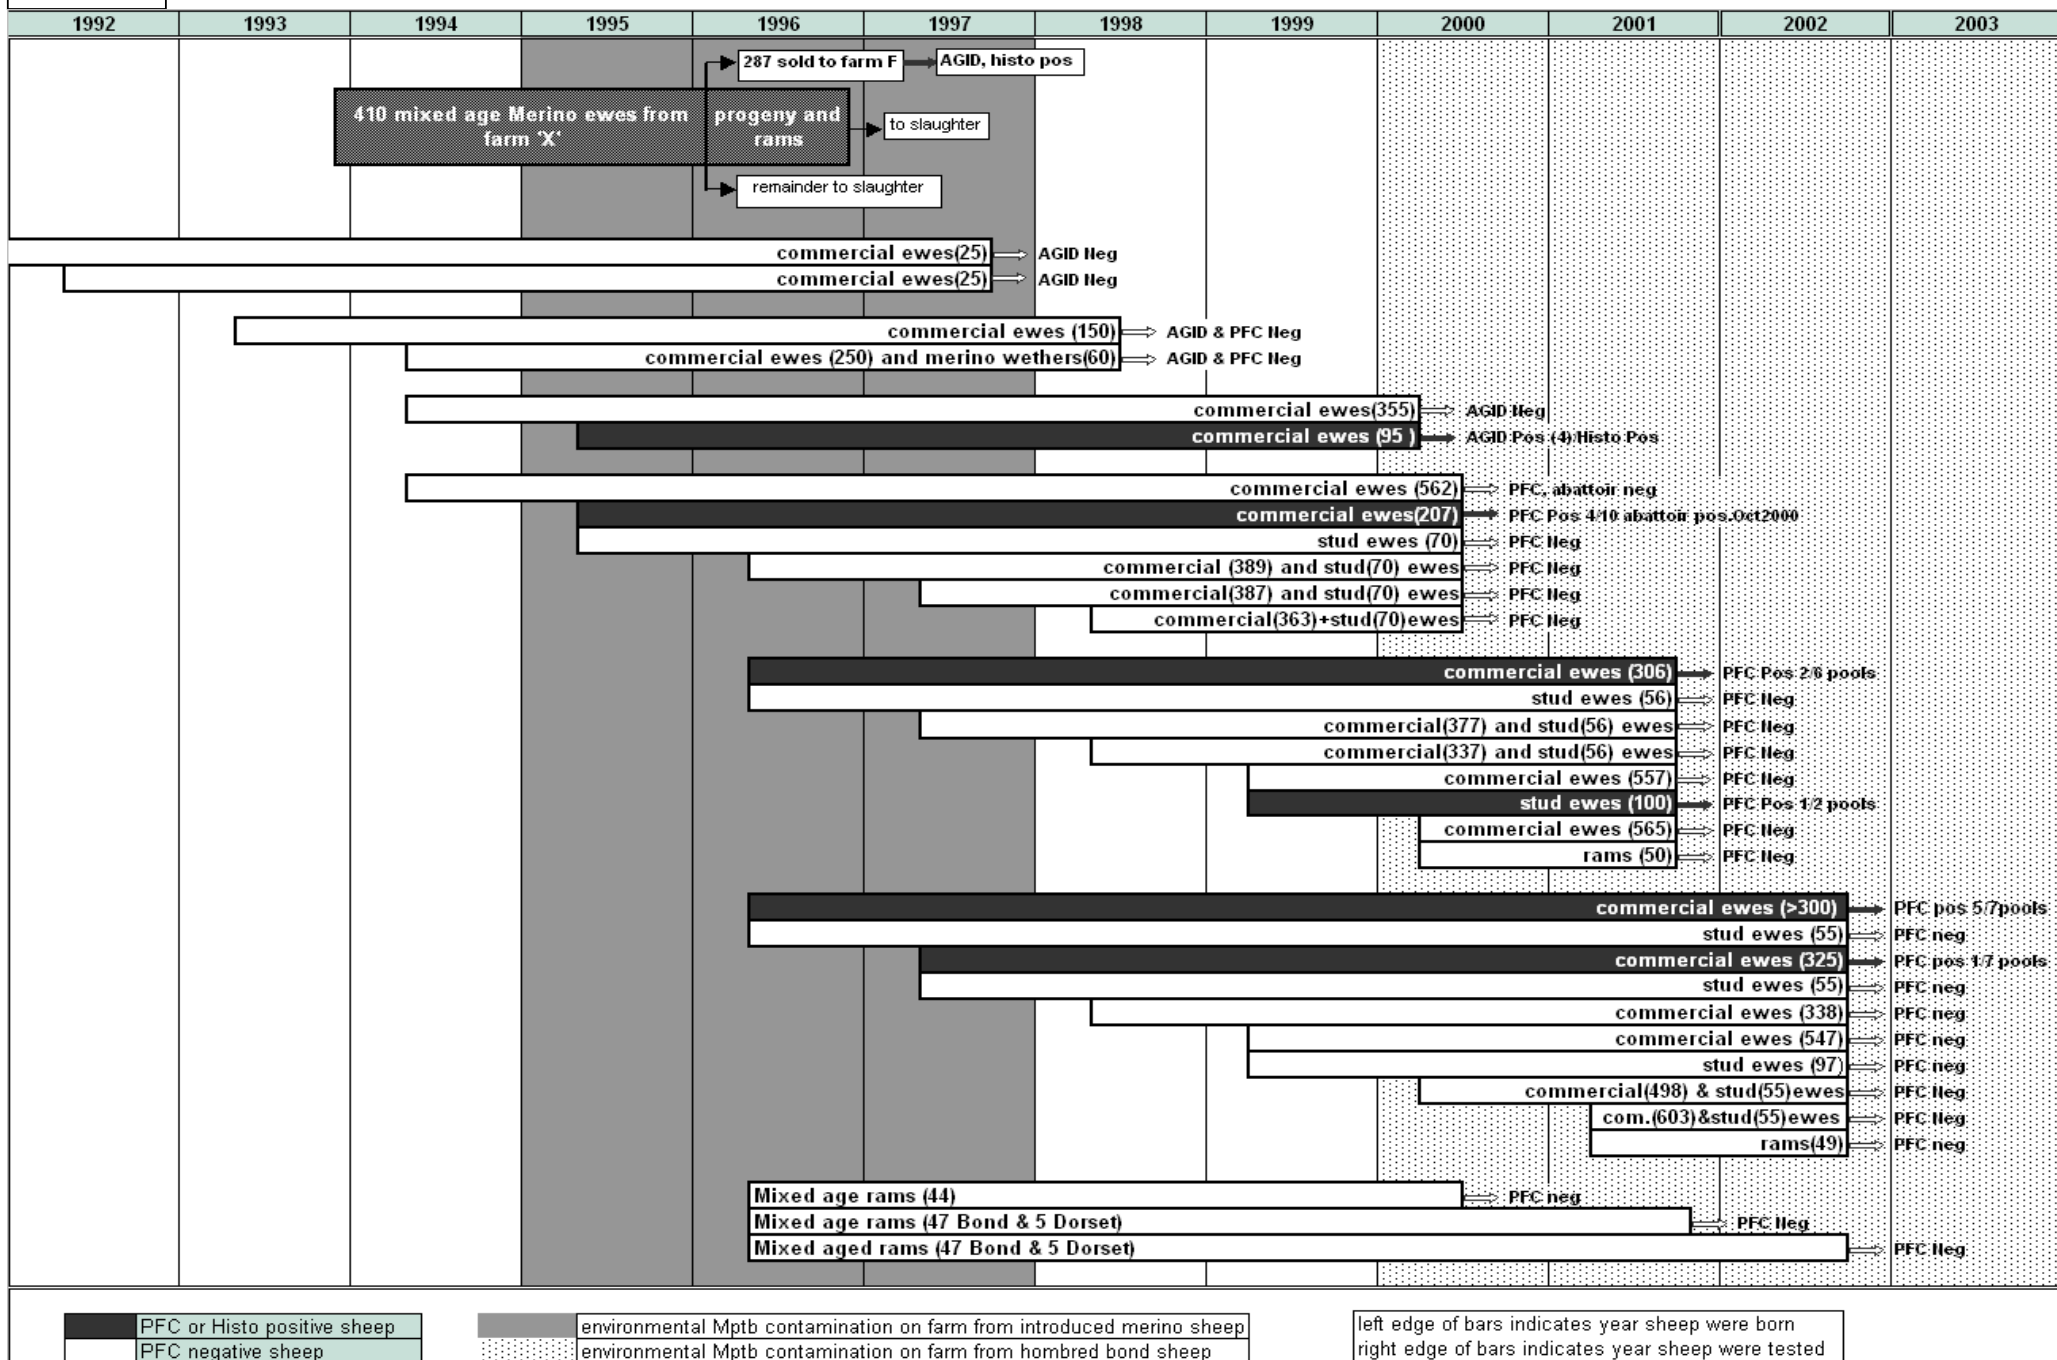 1992 1993 1994 1995 1996 1997 1998 1999 2000 2001 2002 2003
287 sold to farm F
AGID, histo pos
410 mixed age Merino ewes from
farm 'X'
progeny and
rams
to slaughter
remainder to slaughter
commercial ewes(25) AGID Neg
commercial ewes(25) AGID Neg
commercial ewes (150) AGID & PFC Neg
commercial ewes (250) and merino wethers(60) AGID & PFC Neg
commercial ewes(355) AGID Neg
commercial ewes (95 ) AGID Pos (4)/Histo Pos
commercial ewes (562) PFC, abattoir neg
commercial ewes(207) PFC Pos 4/10 abattoir pos.Oct2000
stud ewes (70) PFC Neg
commercial (389) and stud(70) ewes PFC Neg
commercial(387) and stud(70) ewes PFC Neg
commercial(363)+stud(70)ewes PFC Neg
commercial ewes (306) PFC Pos 2/6 pools
stud ewes (56) PFC Neg
commercial(377) and stud(56) ewes PFC Neg
commercial(337) and stud(56) ewes PFC Neg
commercial ewes (557) PFC Neg
stud ewes (100) PFC Pos 1/2 pools
commercial ewes (565) PFC Neg
rams (50) PFC Neg
commercial ewes (>300) PFC pos 5/7pools
stud ewes (55) PFC neg
commercial ewes (325) PFC pos 1/7 pools
stud ewes (55) PFC neg
commercial ewes (338) PFC neg
commercial ewes (547) PFC neg
stud ewes (97) PFC neg
commercial(498) & stud(55)ewes PFC Neg
com.(603)&stud(55)ewes PFC Neg
rams(49) PFC neg
Mixed age rams (44) PFC neg
Mixed age rams (47 Bond & 5 Dorset) PFC Neg
Mixed aged rams (47 Bond & 5 Dorset) PFC Neg
PFC or Histo positive sheep
PFC negative sheep
environmental Mptb contamination on farm from introduced merino sheep
environmental Mptb contamination on farm from hombred bond sheep
left edge of bars indicates year sheep were born
right edge of bars indicates year sheep were tested